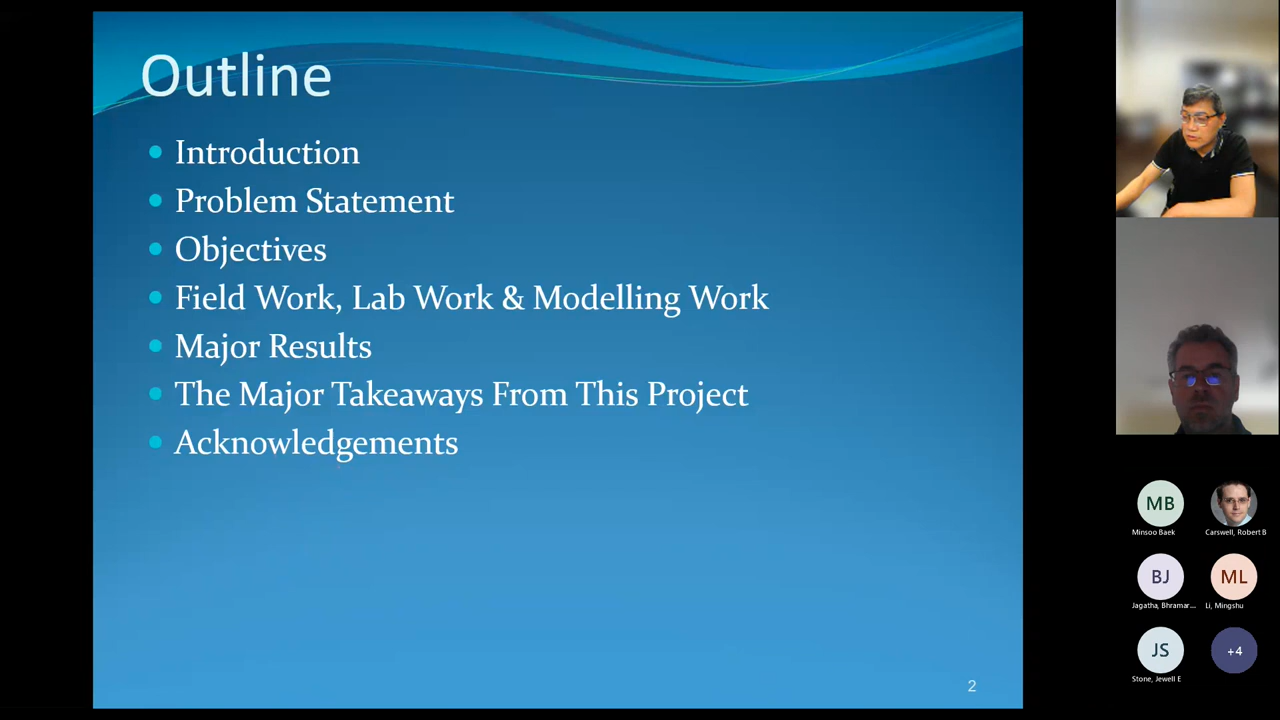 Outline
Introduction
Problem Statement
Objectives
Field Work, Lab Work & Modelling Work
Major Results
The Major Takeaways From This Project
Acknowledgements
2
MB
Minsoo Baek
Carswell, Robert B
BJ
Jagatha, Bhramar...
ML
Li, Mingshu
JS
Stone, Jewell E
+4